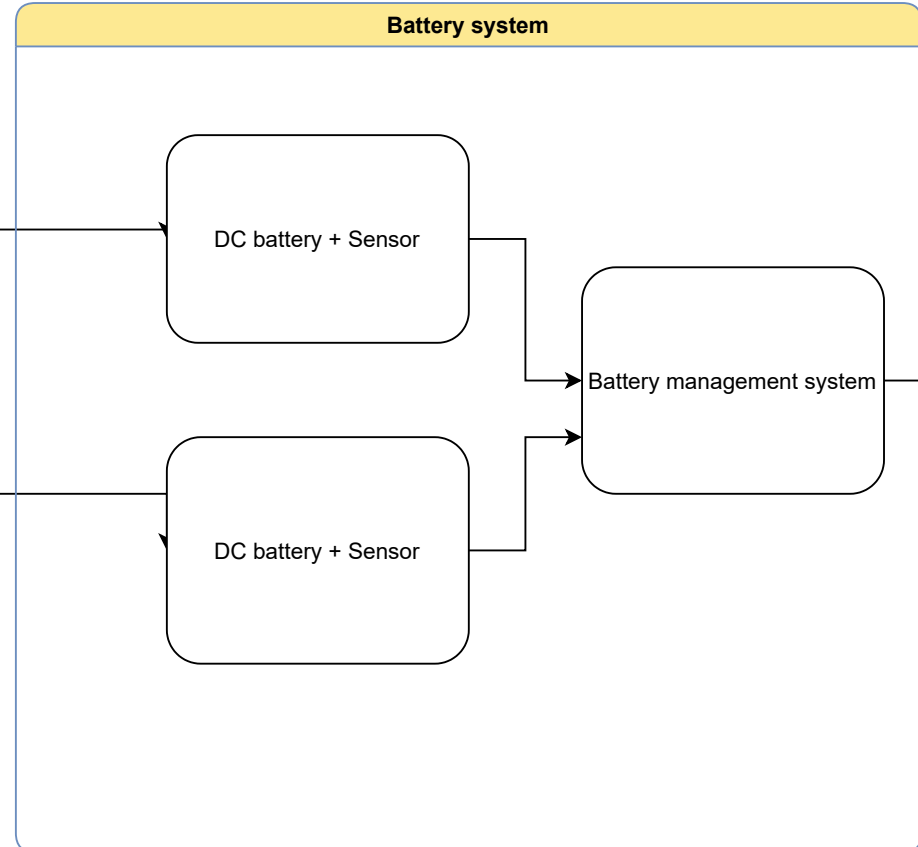 Battery system
DC battery + Sensor
Battery management system
DC battery + Sensor